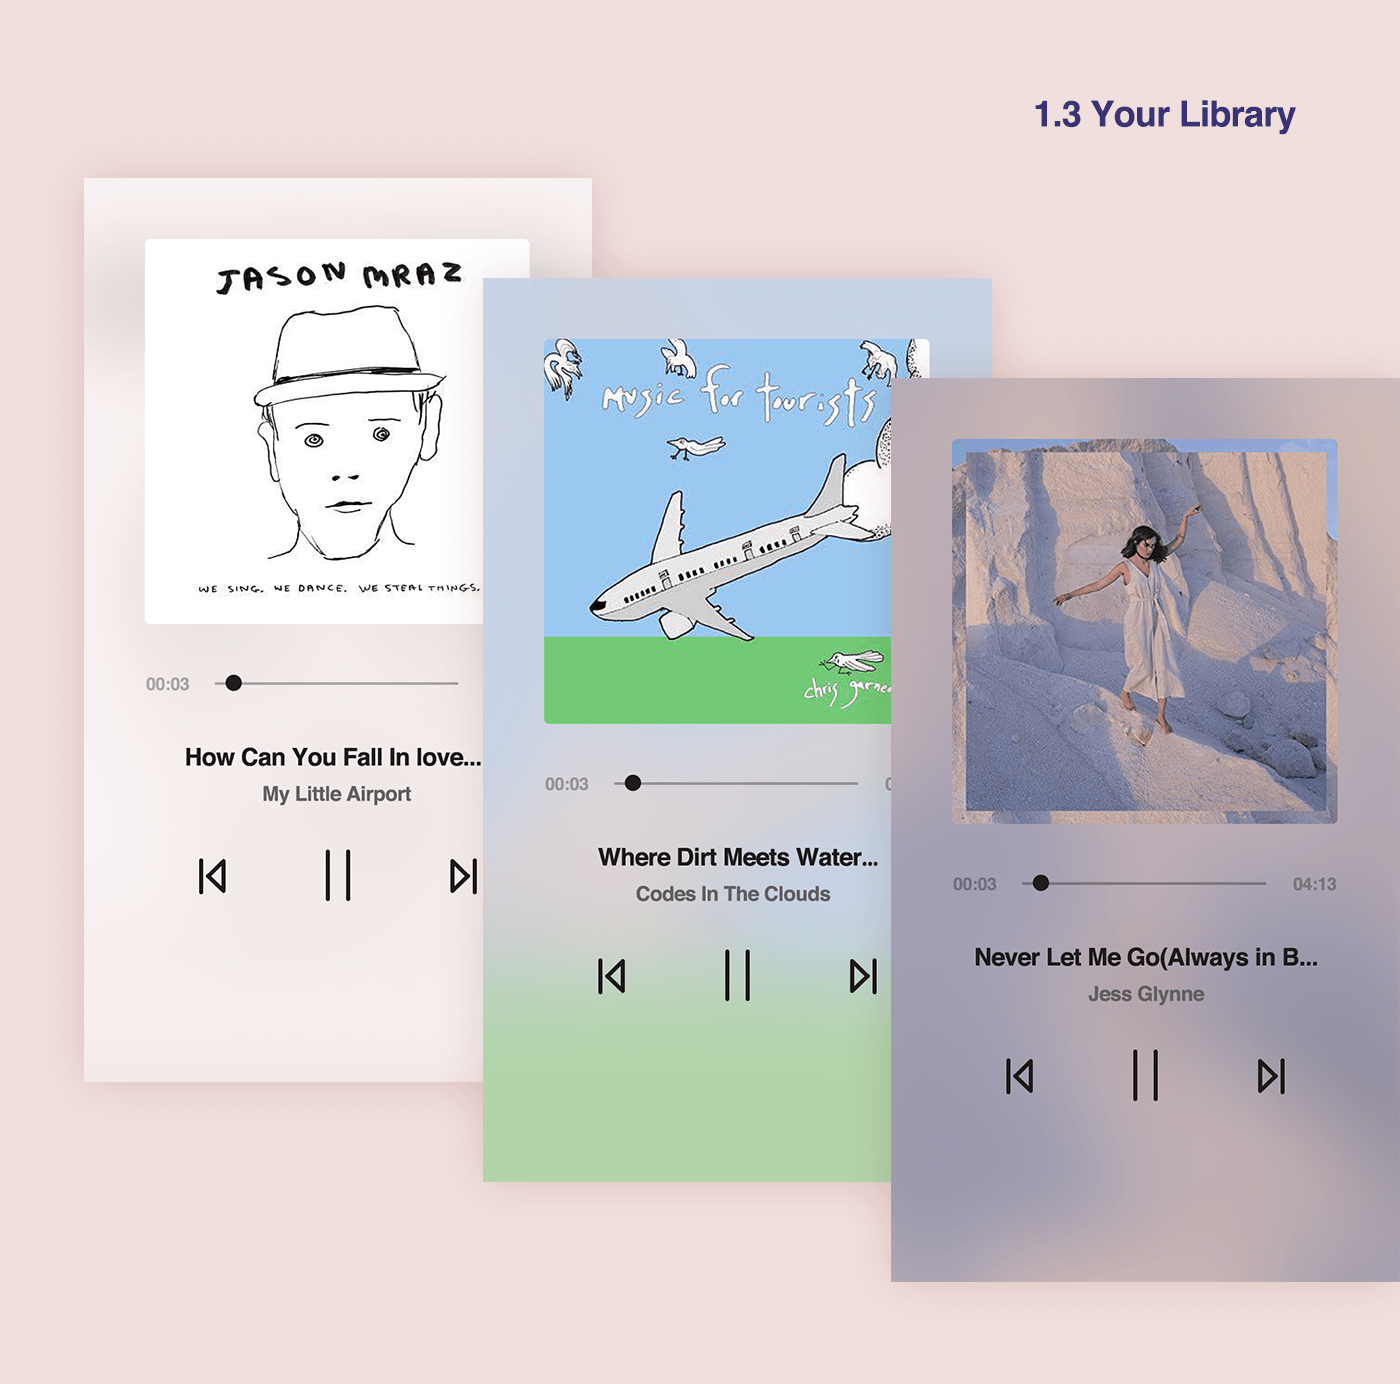 1.3 Your Library
JASON MRAZ
WE SING. WE DANCE. WE STEAL THINGS.
00:03
How Can You Fall In love...
My Little Airport
Music for tourists
chris garnea
00:03
Where Dirt Meets Water...
Codes In The Clouds
00:03
04:13
Never Let Me Go(Always in B...
Jess Glynne